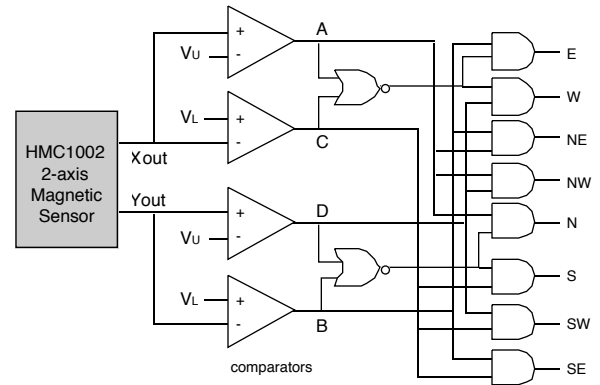 A
+
VU
-
E
W
VL
+
-
C
HMC1002
2-axis
Magnetic
Sensor
Xout
Yout
NE
NW
+
VU
-
D
N
S
VL
+
-
B
SW
SE
comparators